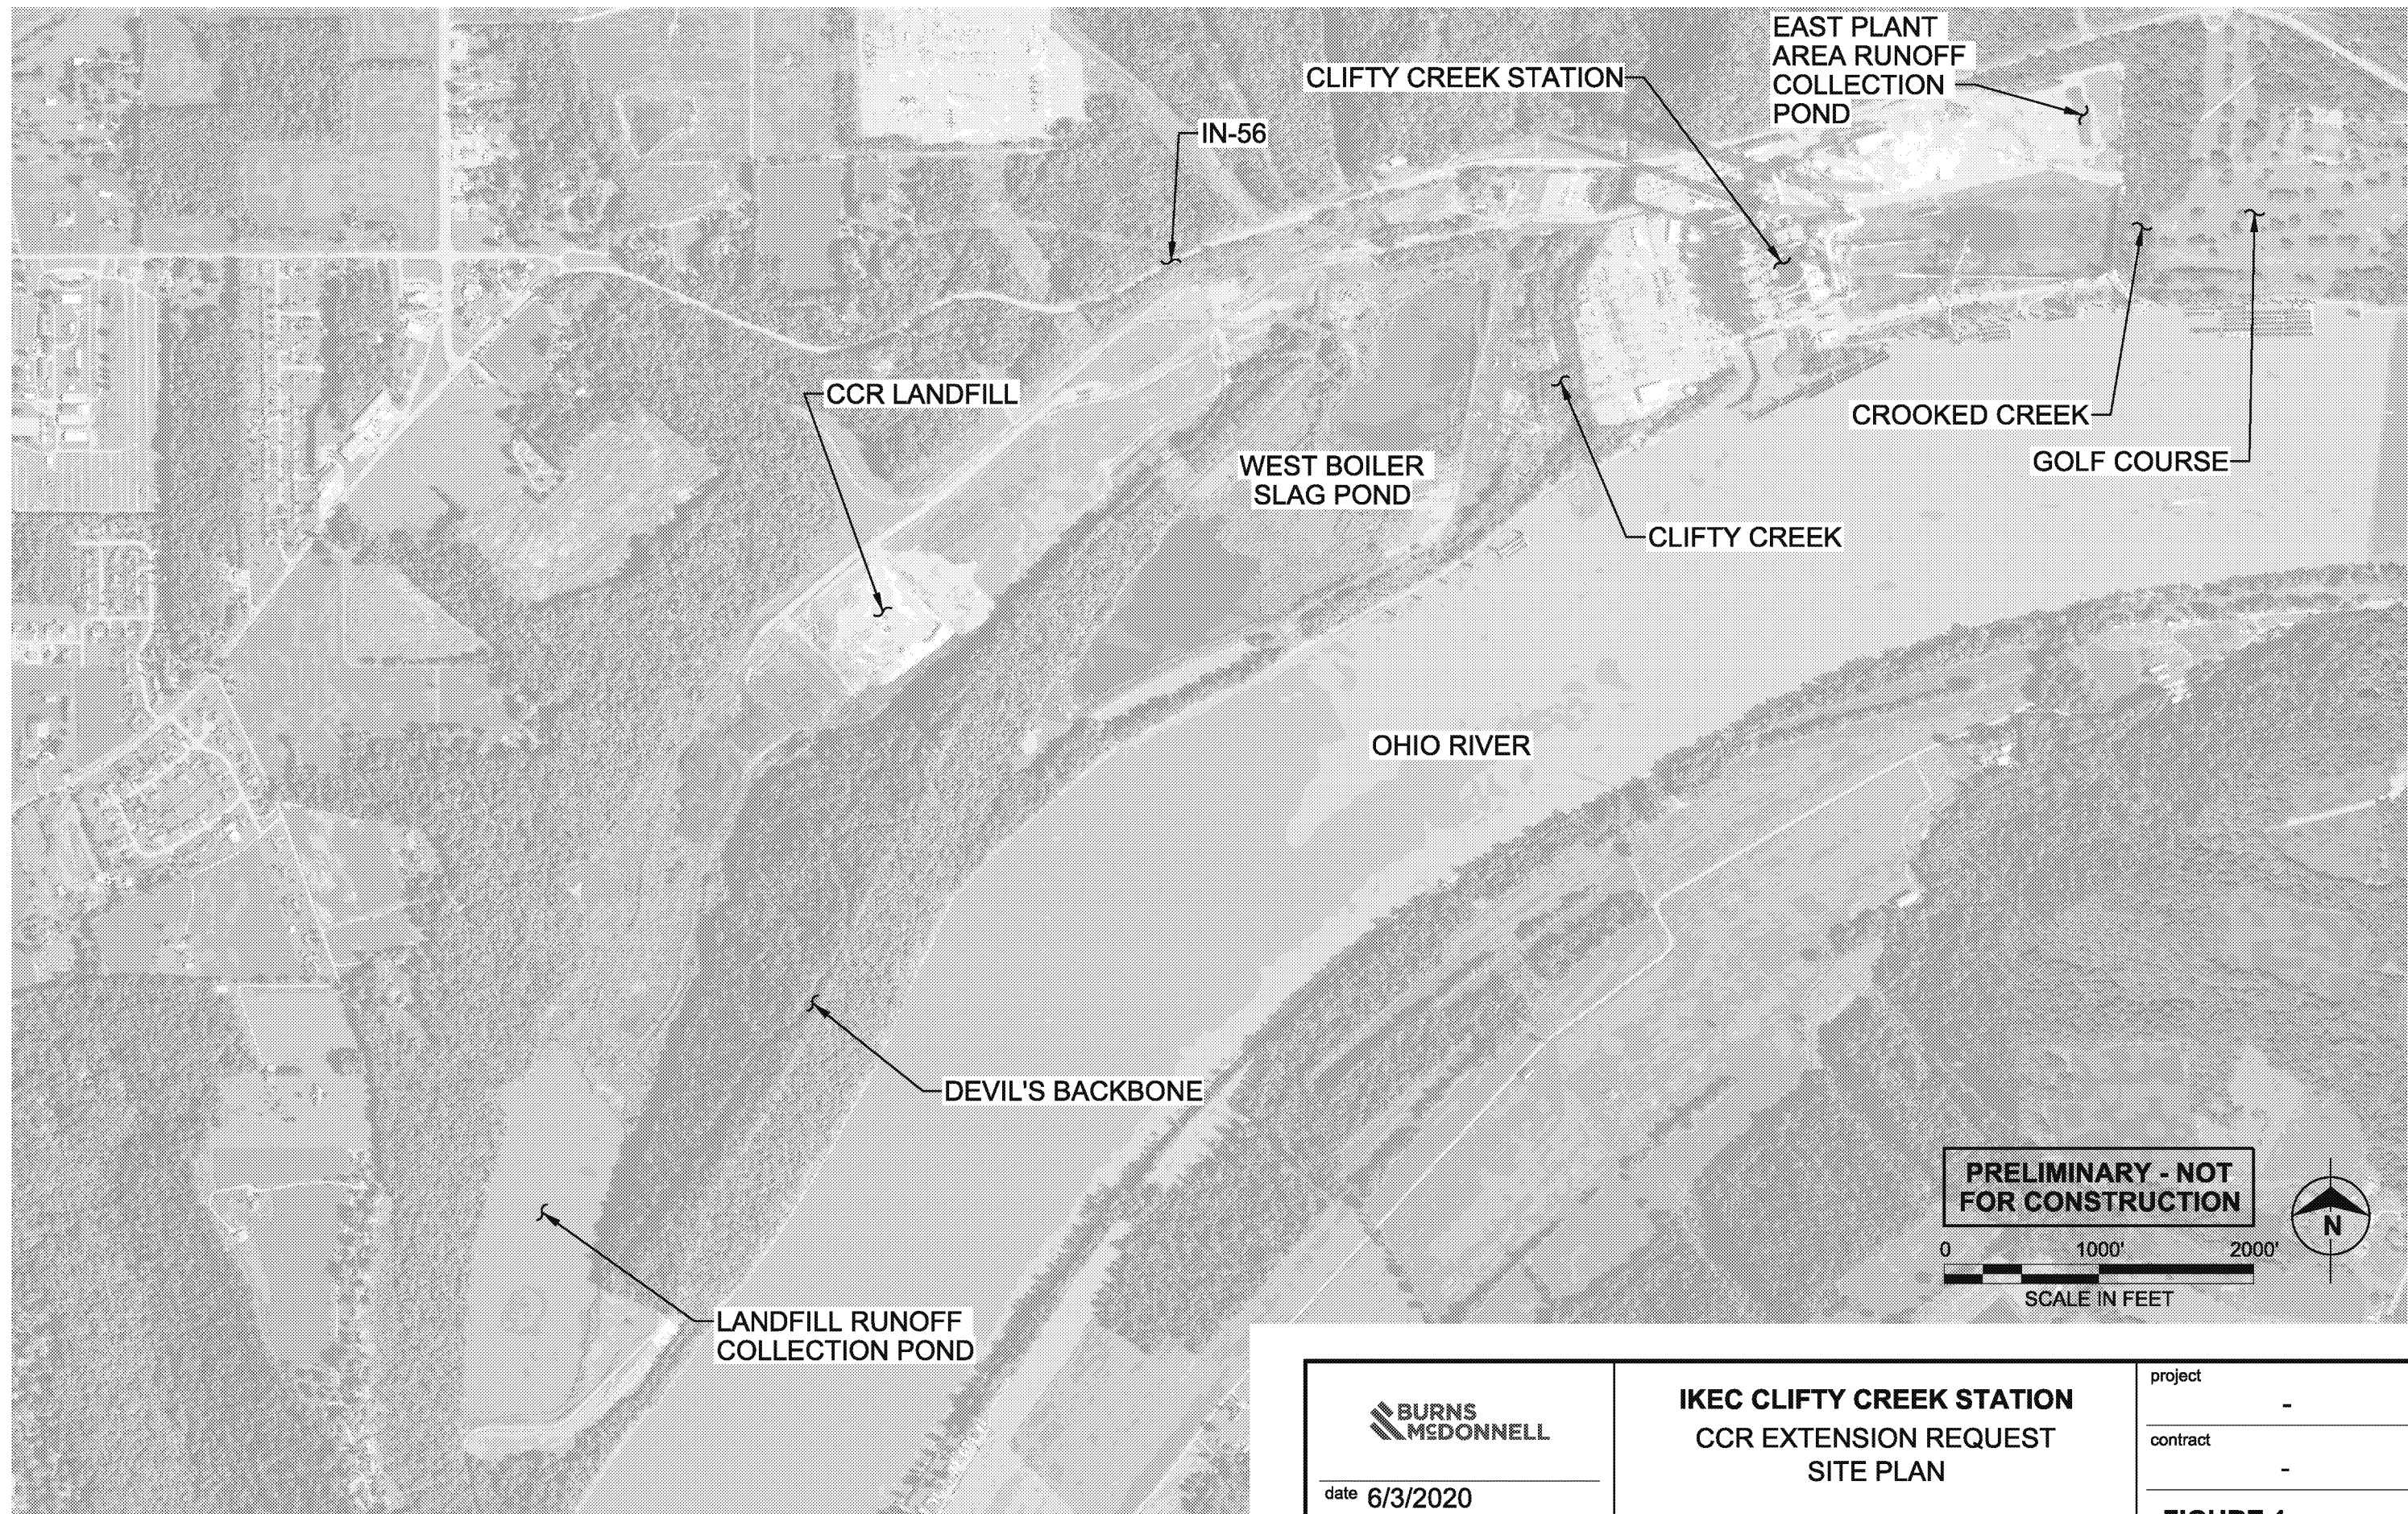 EAST PLANT
AREA RUNOFF
COLLECTION
POND
CLIFTY CREEK STATION
IN-56
CCR LANDFILL
CROOKED CREEK
WEST BOILER
SLAG POND
GOLF COURSE
CLIFTY CREEK
OHIO RIVER
DEVIL'S BACKBONE
PRELIMINARY - NOT
FOR CONSTRUCTION
N
0 1000' 2000'
SCALE IN FEET
LANDFILL RUNOFF
COLLECTION POND
BURNS
MCDONNELL
date 6/3/2020
IKEC CLIFTY CREEK STATION
CCR EXTENSION REQUEST
SITE PLAN
project
-
contract
-
FIGURE 1